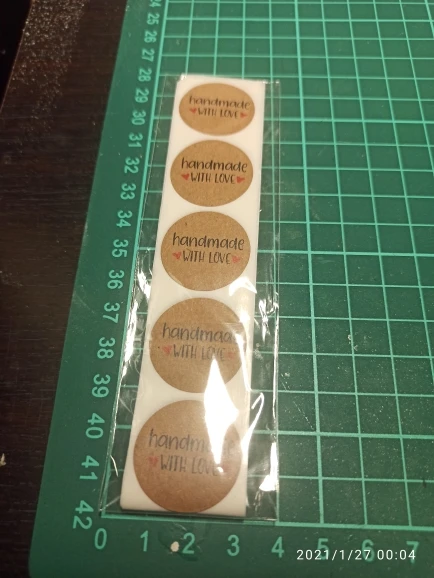 24
25
26
27
28
29
30
31
32
33
34
35
36
37
38
39
40
41
42
handmade
WITH LOVE
handmade
WITH LOVE
handmade
WITH LOVE
handmade
WITH LOVE
handmade
WITH LOVE
0 1 2 3 4 5 6 7
2021/1/27 00:04